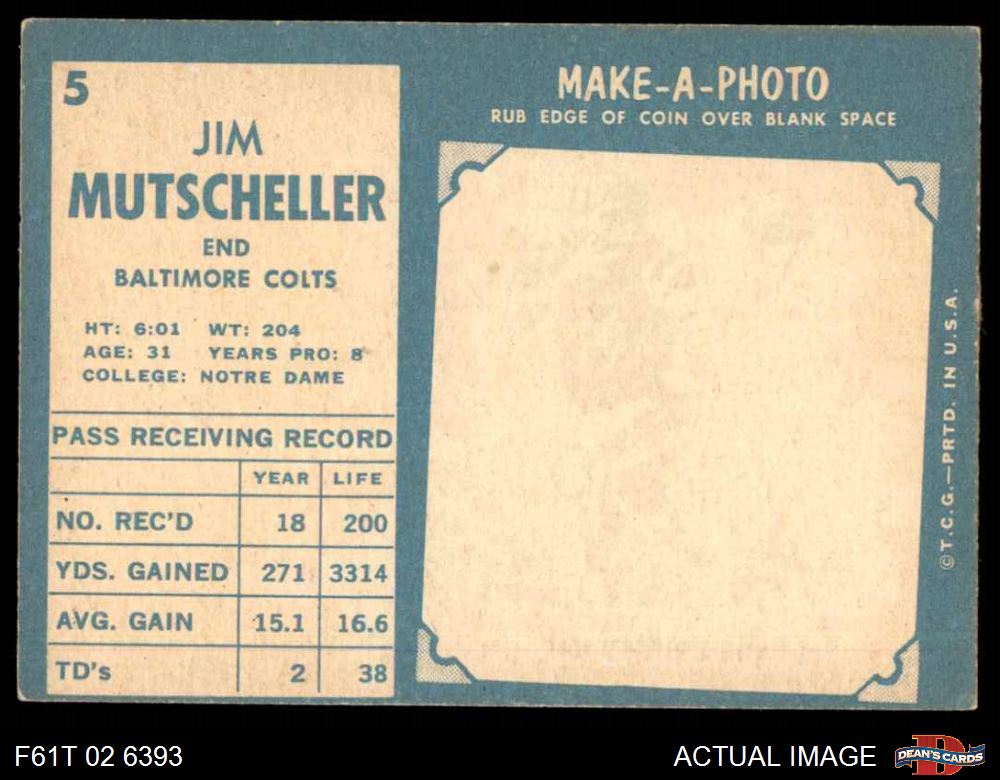 5
JIM
MUTSCHELLER
END
BALTIMORE COLTS
HT: 6:01 WT: 204
AGE: 31 YEARS PRO: 8
COLLEGE: NOTRE DAME
PASS RECEIVING RECORD
YEAR LIFE
NO. REC'D 18 200
YDS. GAINED 271 3314
AVG. GAIN 15.1 16.6
TD's 2 38
MAKE-A-PHOTO
RUB EDGE OF COIN OVER BLANK SPACE
©T.C.G.—PRTD. IN U.S.A.
F61T 02 6393
ACTUAL IMAGE
DEAN'S CARDS